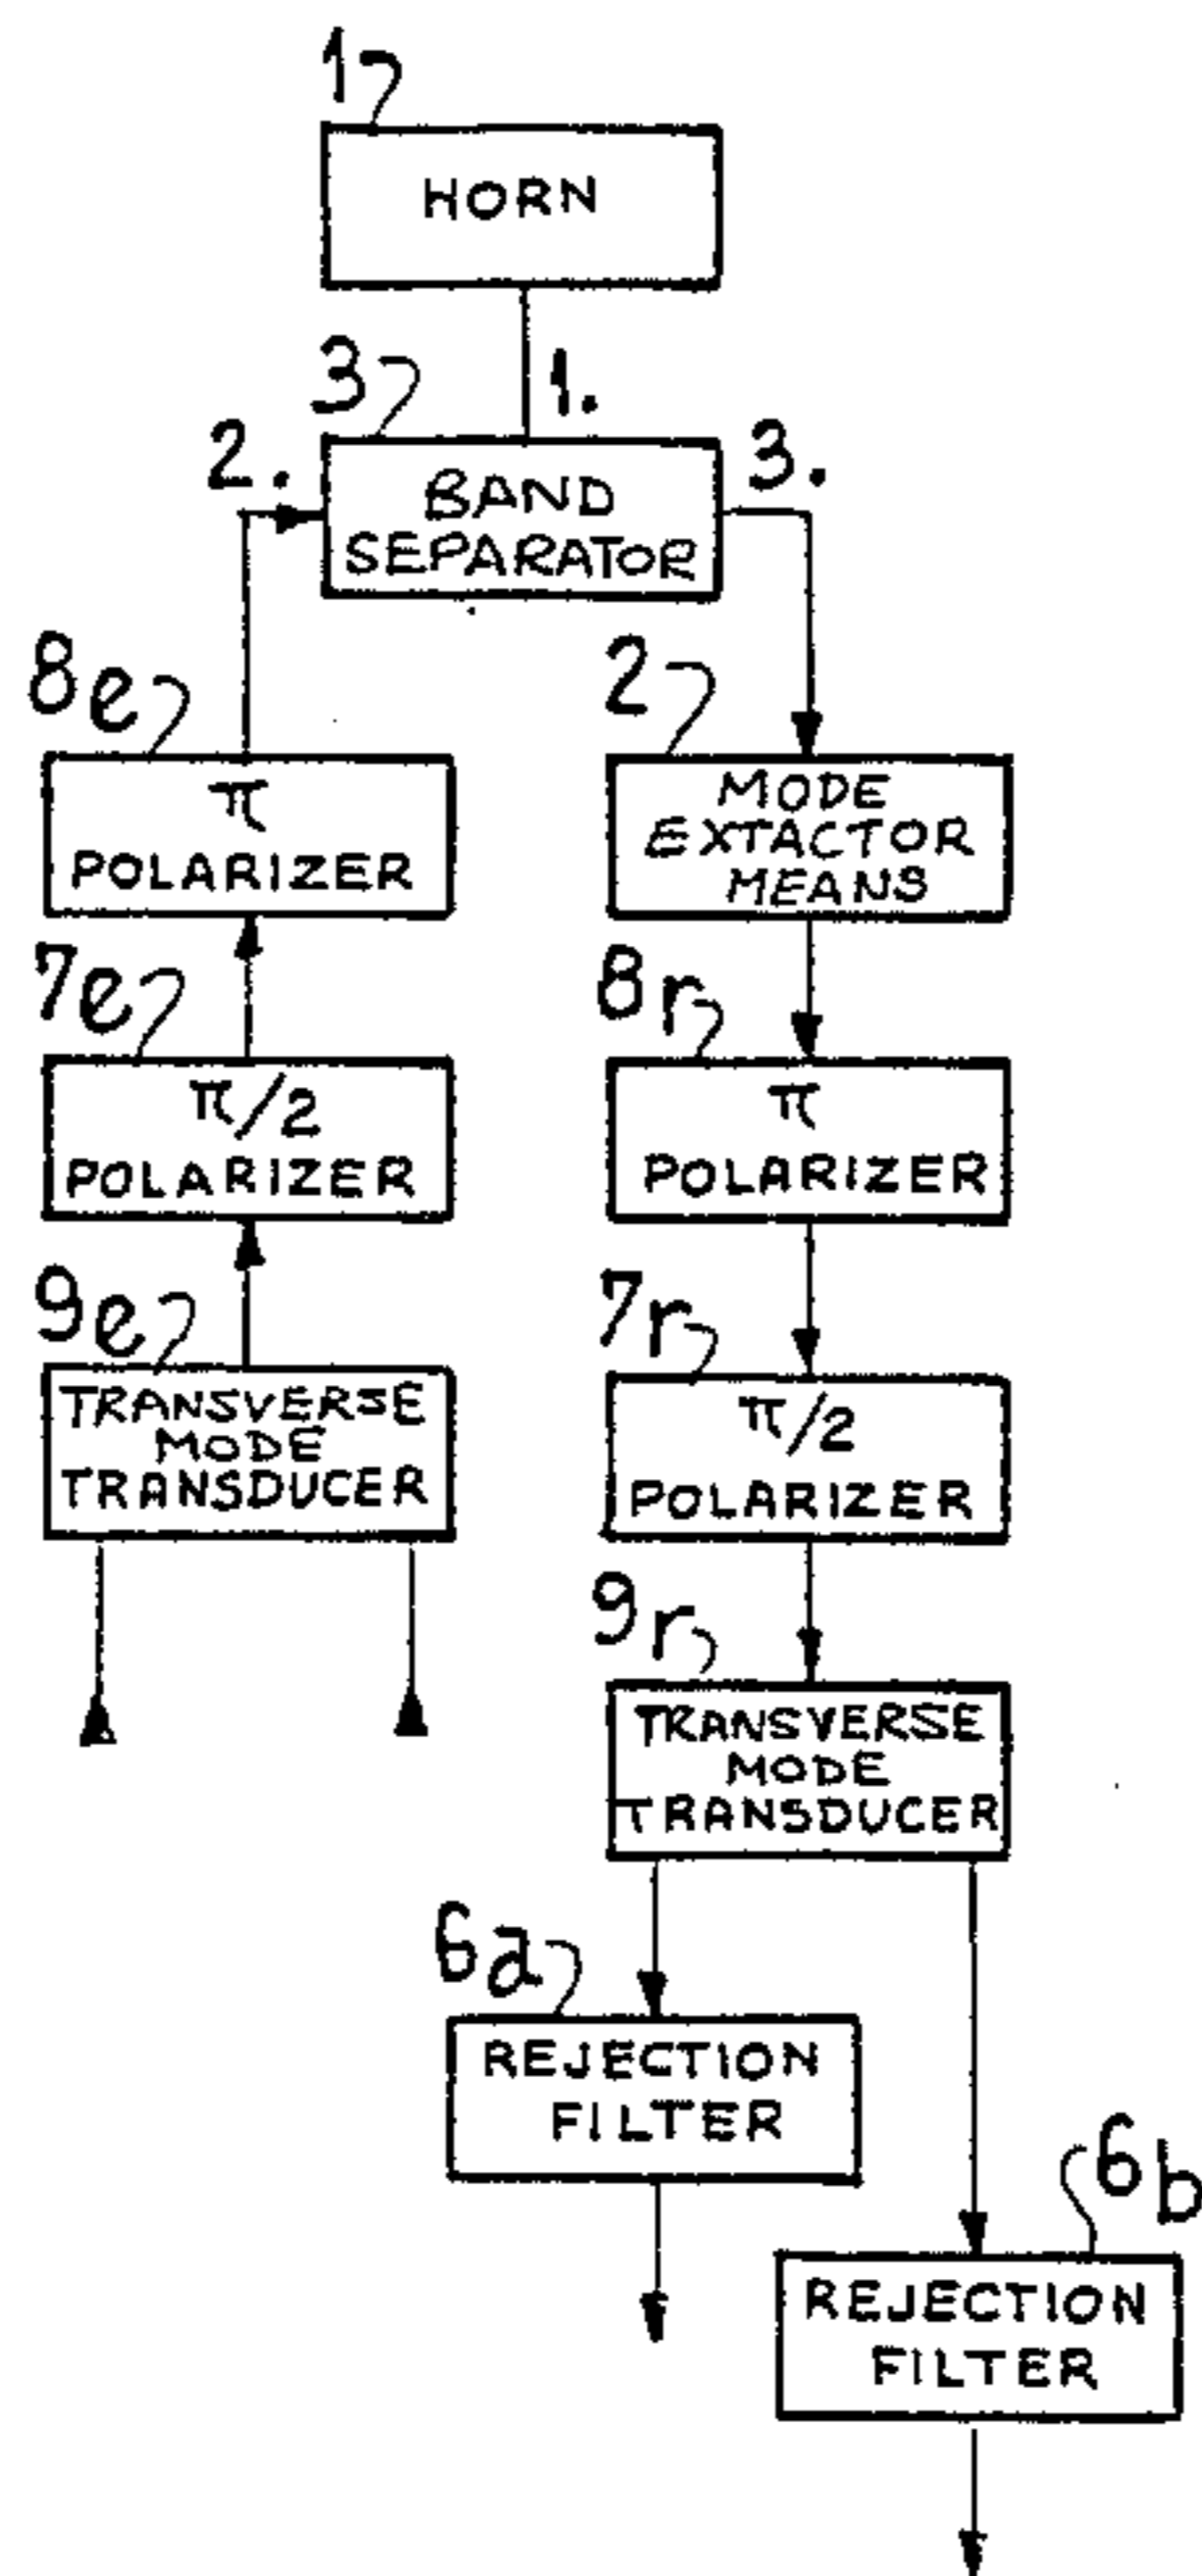 1
HORN
3
1.
2.
3.
BAND
SEPARATOR
8e
π
POLARIZER
2
MODE
EXTACTOR
MEANS
7e
π/2
POLARIZER
8r
π
POLARIZER
9e
TRANSVERSE
MODE
TRANSDUCER
7r
π/2
POLARIZER
9r
TRANSVERSE
MODE
TRANSDUCER
6a
REJECTION
FILTER
6b
REJECTION
FILTER